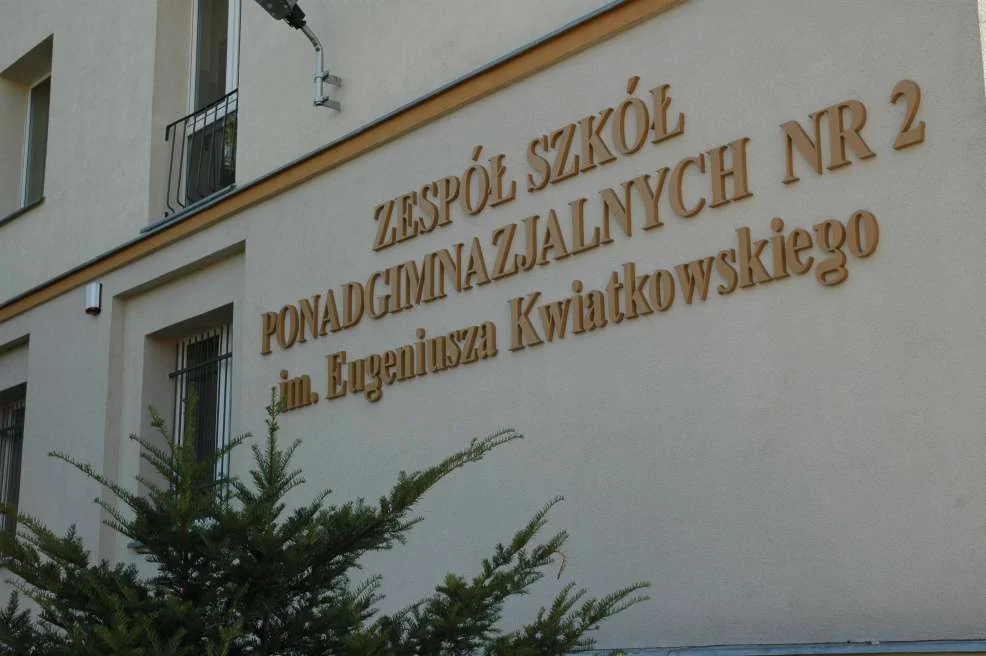 ZESPÓŁ SZKÓŁ
PONADGIMNAZJALNYCH NR 2
im. Eugeniusza Kwiatkowskiego